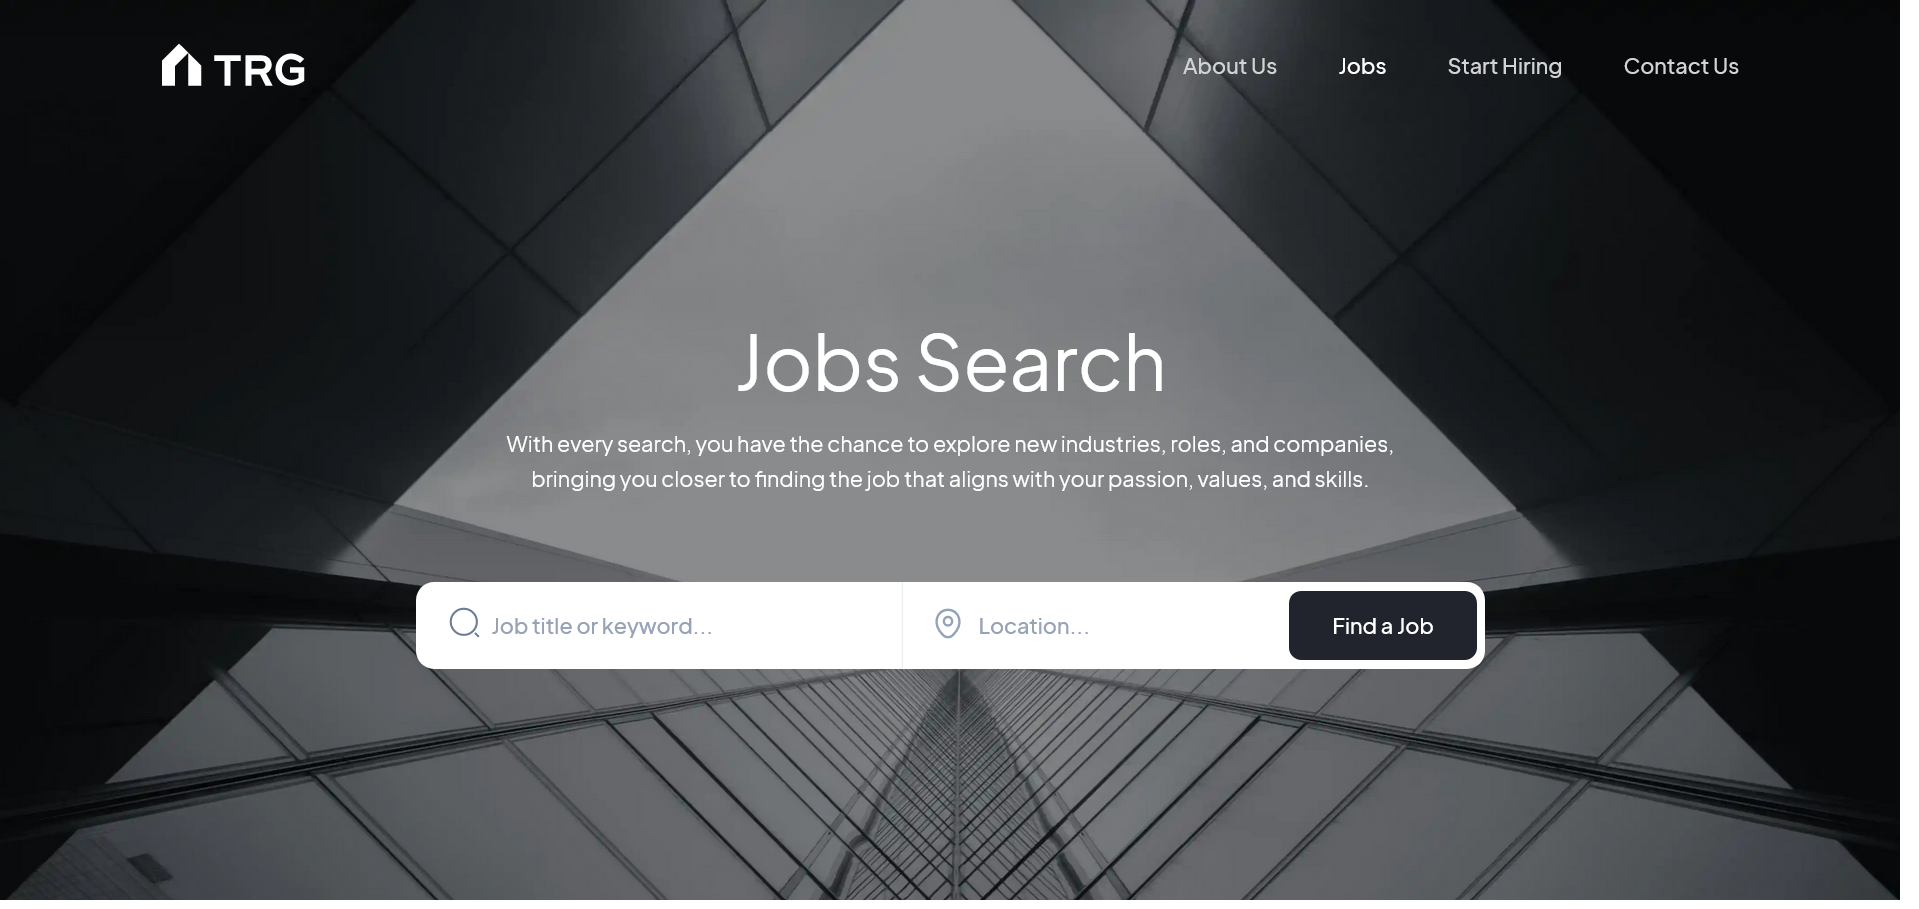 TRG
About Us
Jobs
Start Hiring
Contact Us
Jobs Search
With every search, you have the chance to explore new industries, roles, and companies,
bringing you closer to finding the job that aligns with your passion, values, and skills.
Job title or keyword...
Location...
Find a Job